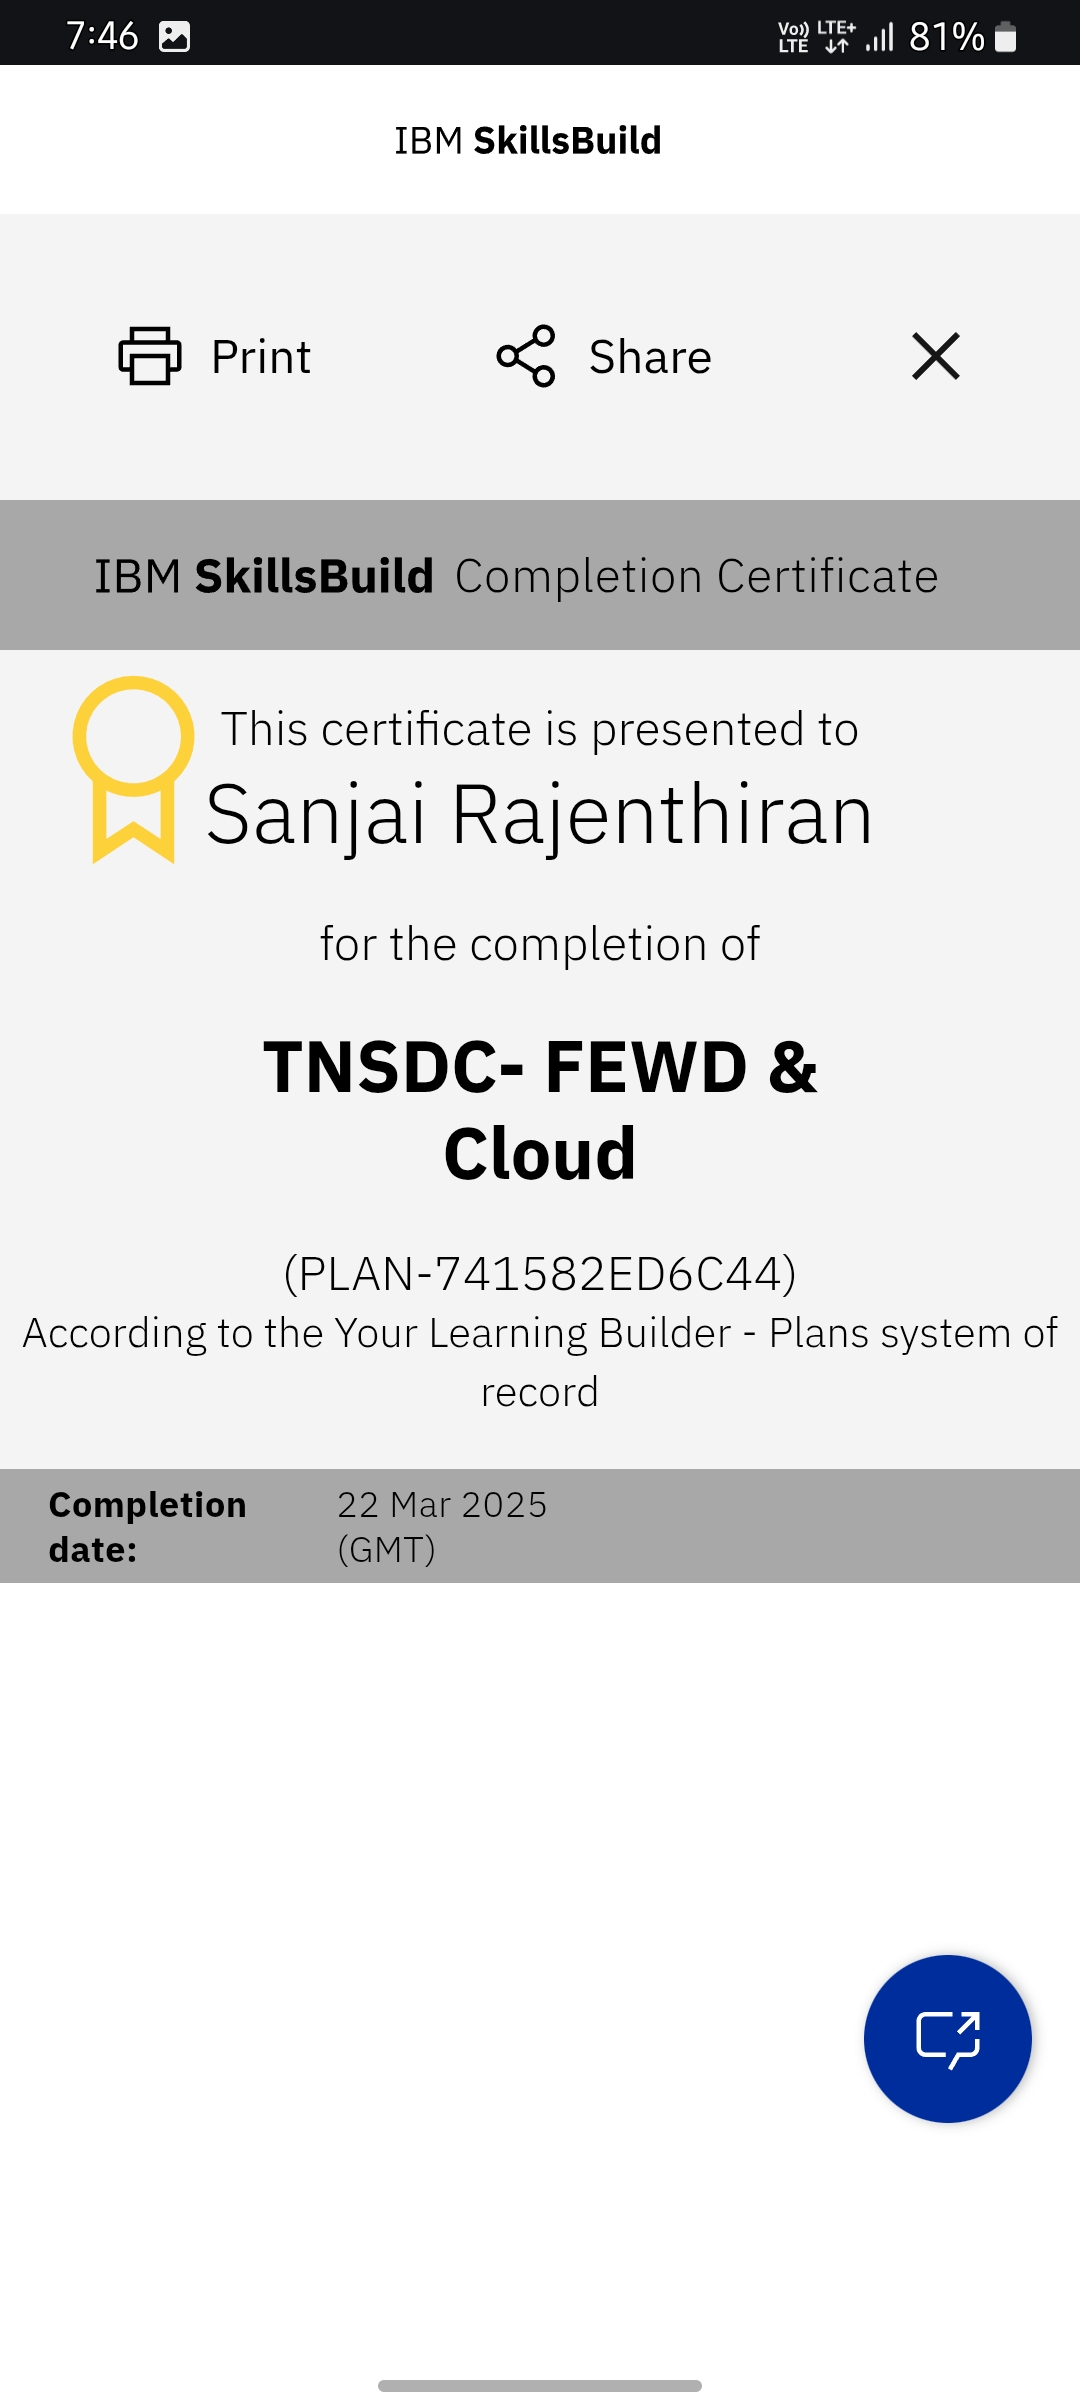 7:46
Vo)) LTE LTE+ 81%
IBM SkillsBuild
Print
Share
IBM SkillsBuild Completion Certificate
This certificate is presented to
Sanjai Rajenthiran
for the completion of
TNSDC- FEWD &
Cloud
(PLAN-741582ED6C44)
According to the Your Learning Builder - Plans system of
record
Completion date:
22 Mar 2025 (GMT)